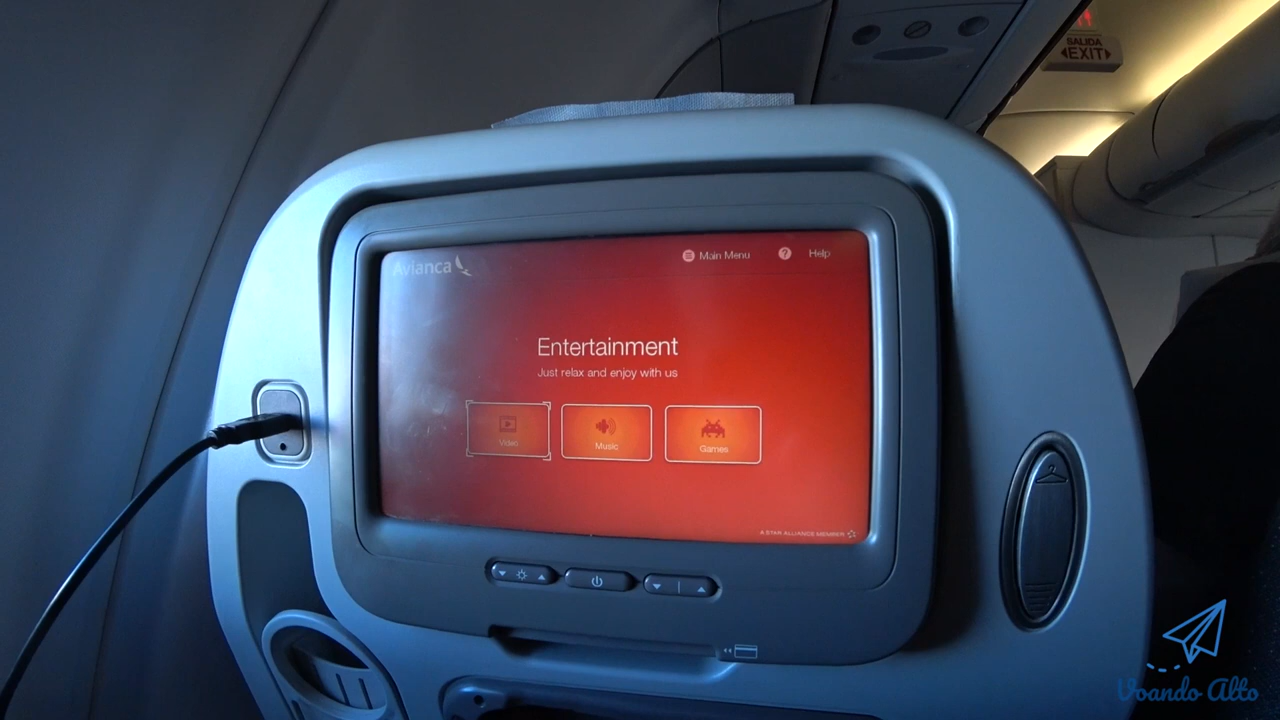 SALIDA
EXIT
Avianca
Main Menu
Help
Entertainment
Just relax and enjoy with us
Video
Music
Games
A STAR ALLIANCE MEMBER
Voando Alto